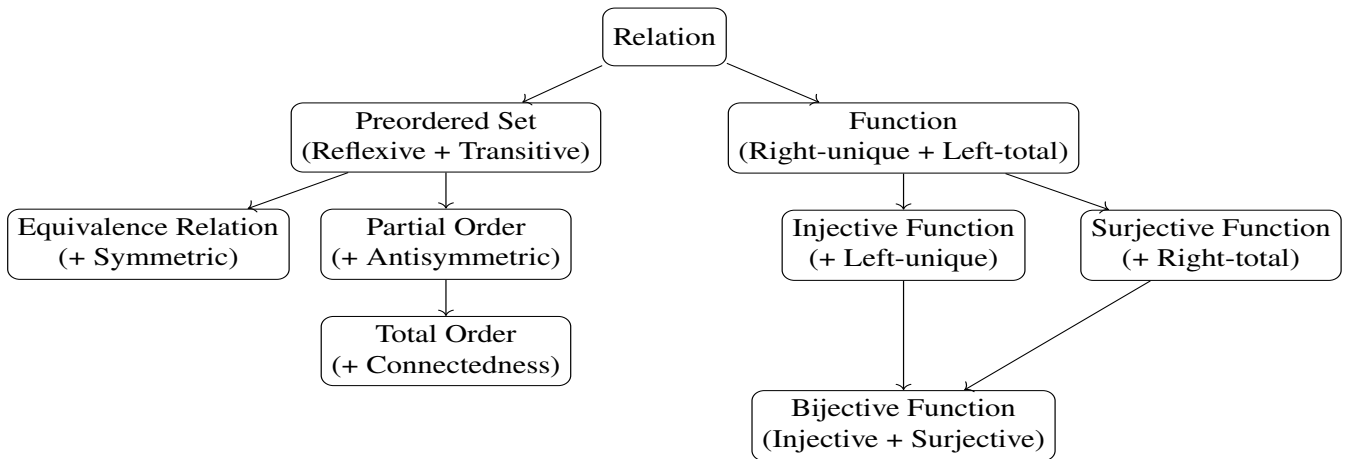 Relation
Preordered Set
(Reflexive + Transitive)
Function
(Right-unique + Left-total)
Equivalence Relation
(+ Symmetric)
Partial Order
(+ Antisymmetric)
Injective Function
(+ Left-unique)
Surjective Function
(+ Right-total)
Total Order
(+ Connectedness)
Bijective Function
(Injective + Surjective)